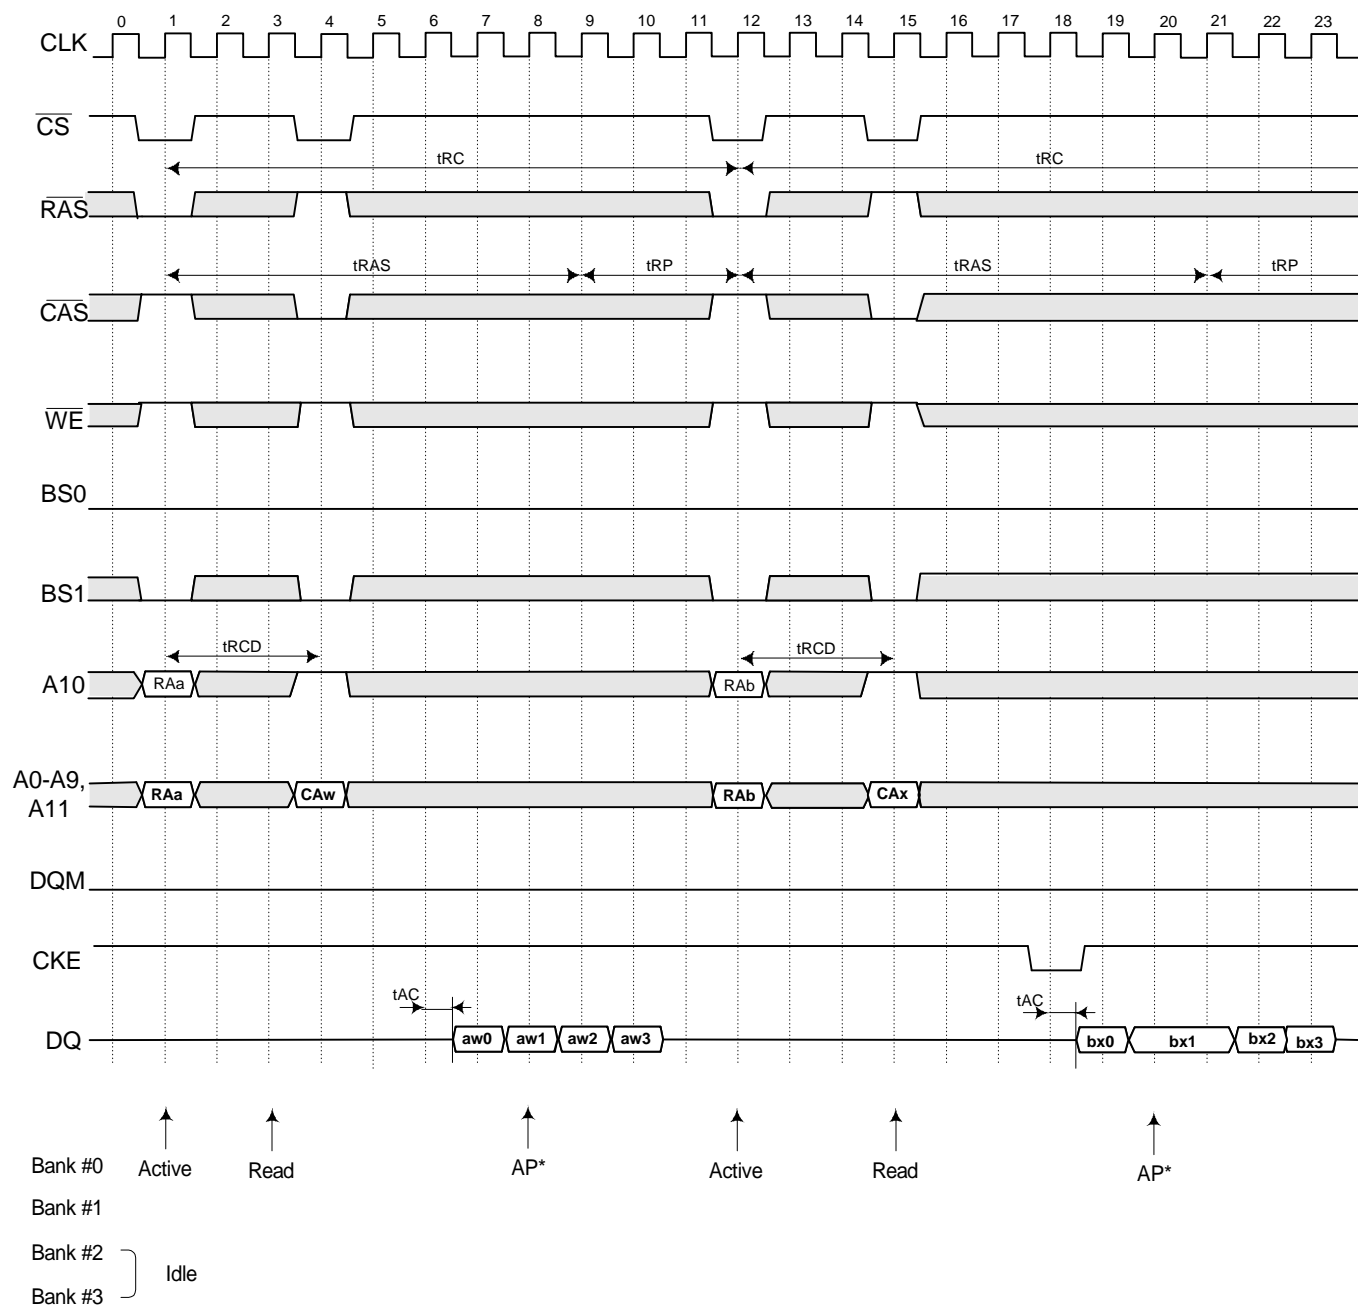 0 1 2 3 4 5 6 7 8 9 10 11 12 13 14 15 16 17 18 19 20 21 22 23
CLK
CS
tRC tRC
RAS
tRAS tRP tRAS tRP
CAS
WE
BS0
BS1
tRCD tRCD
A10 RAa RAb
A0-A9,
A11
RAa CAw RAb CAx
DQM
CKE
tAC tAC
DQ aw0 aw1 aw2 aw3 bx0 bx1 bx2 bx3
Bank #0 Active Read AP* Active Read AP*
Bank #1
Bank #2
Idle
Bank #3